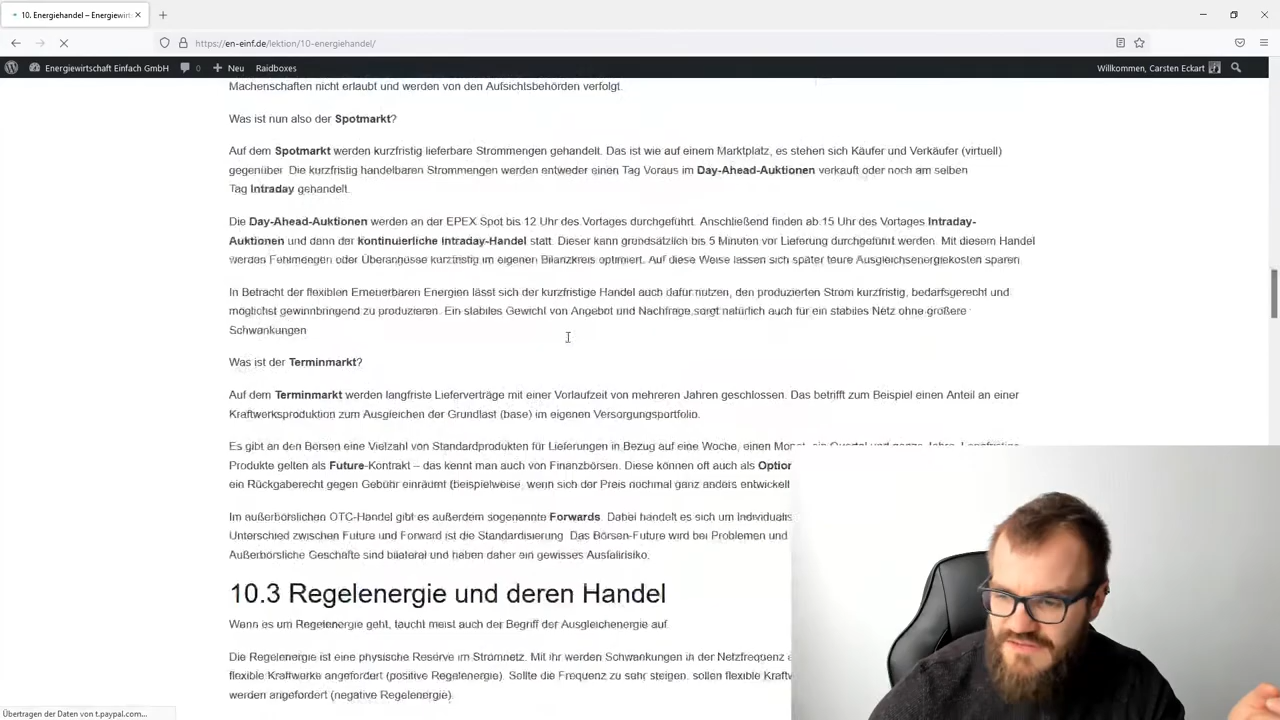 10. Energiehandel – Energiewirt
https://en-einf.de/lektion/10-energiehandel/
Energiewirtschaft Einfach GmbH
0
Neu
Raidboxes
Willkommen, Carsten Eckart
Machenschaften nicht erlaubt und werden von den Aufsichtsbehörden verfolgt.
Was ist nun also der Spotmarkt?
Auf dem Spotmarkt werden kurzfristig lieferbare Strommengen gehandelt. Das ist wie auf einem Marktplatz, es stehen sich Käufer und Verkäufer (virtuell)
gegenüber. Die kurzfristig handelbaren Strommengen werden entweder einen Tag Voraus im Day-Ahead-Auktionen verkauft oder noch am selben
Tag Intraday gehandelt.
Die Day-Ahead-Auktionen werden an der EPEX Spot bis 12 Uhr des Vortages durchgeführt. Anschließend finden ab 15 Uhr des Vortages Intraday-
Auktionen und dann der kontinuierliche Intraday-Handel statt. Dieser kann grundsätzlich bis 5 Minuten vor Lieferung durchgeführt werden. Mit diesem Handel
werden Fehlmengen oder Überschüsse kurzfristig im eigenen Bilanzkreis optimiert. Auf diese Weise lassen sich später teure Ausgleichsenergiekosten sparen
In Betracht der flexiblen Erneuerbaren Energien lässt sich der kurzfristige Handel auch dafür nutzen, den produzierten Strom kurzfristig, bedarfsgerecht und
möglichst gewinnbringend zu produzieren. Ein stabiles Gewicht von Angebot und Nachfrage sorgt natürlich auch für ein stabiles Netz ohne größere
Schwankungen
Was ist der Terminmarkt?
Auf dem Terminmarkt werden langfriste Lieferverträge mit einer Vorlaufzeit von mehreren Jahren geschlossen. Das betrifft zum Beispiel einen Anteil an einer
Kraftwerksproduktion zum Ausgleichen der Grundlast (base) im eigenen Versorgungsportfolio.
Es gibt an den Börsen eine Vielzahl von Standardprodukten für Lieferungen in Bezug auf eine Woche, einen Monat, ein Quartal und ganze Jahre. Langfristige
Produkte gelten als Future-Kontrakt – das kennt man auch von Finanzbörsen. Diese können oft auch als Option
ein Rückgaberecht gegen Gebühr einräumt (beispielweise, wenn sich der Preis nochmal ganz anders entwickelt
Im außerbörslichen OTC-Handel gibt es außerdem sogenannte Forwards. Dabei handelt es sich um Individualis
Unterschied zwischen Future und Forward ist die Standardisierung. Das Börsen-Future wird bei Problemen und
Außerbörsliche Geschäfte sind bilateral und haben daher ein gewisses Ausfallrisiko.
10.3 Regelenergie und deren Handel
Wenn es um Regelenergie geht, taucht meist auch der Begriff der Ausgleichenergie auf.
Die Regelenergie ist eine physische Reserve im Stromnetz. Mit ihr werden Schwankungen in der Netzfrequenz
flexible Kraftwerke angefordert (positive Regelenergie). Sollte die Frequenz zu sehr steigen, sollen flexible Kraftw
werden angefordert (negative Regelenergie).
Übertragen der Daten von t.paypal.com...